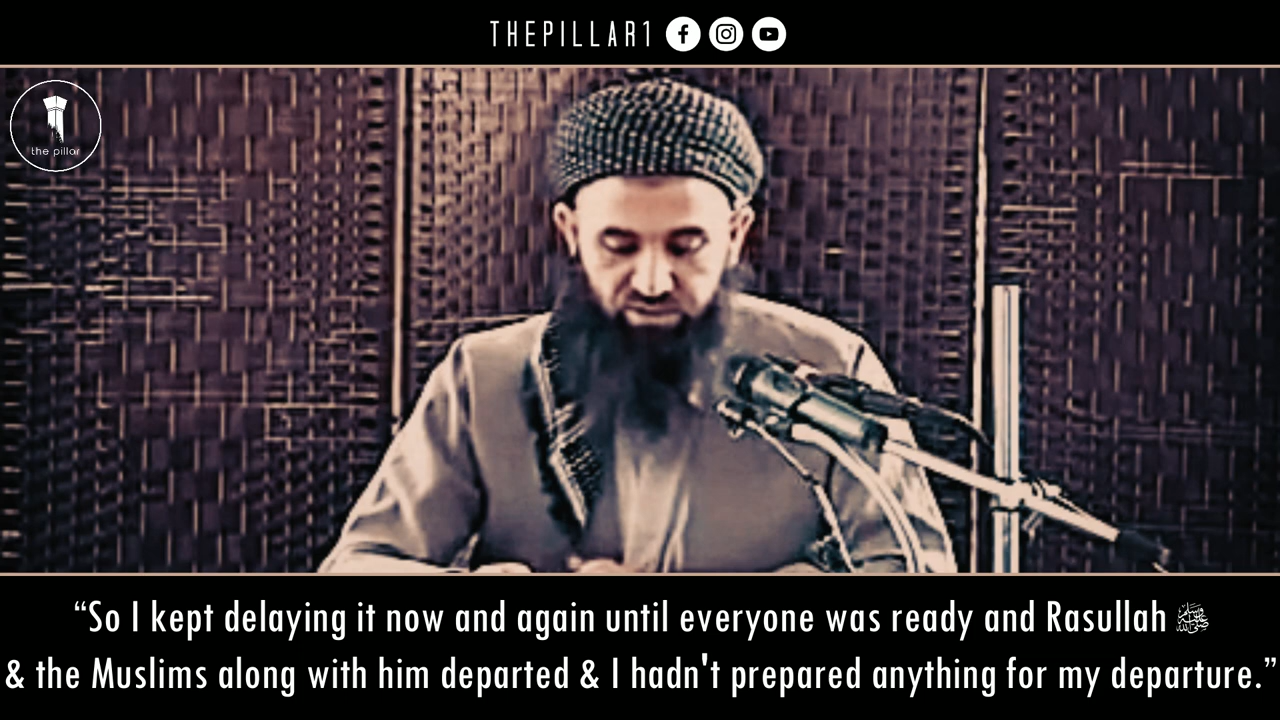 THEPILLAR1
the pillar
“So I kept delaying it now and again until everyone was ready and Rasullah ﷺ
& the Muslims along with him departed & I hadn't prepared anything for my departure.”